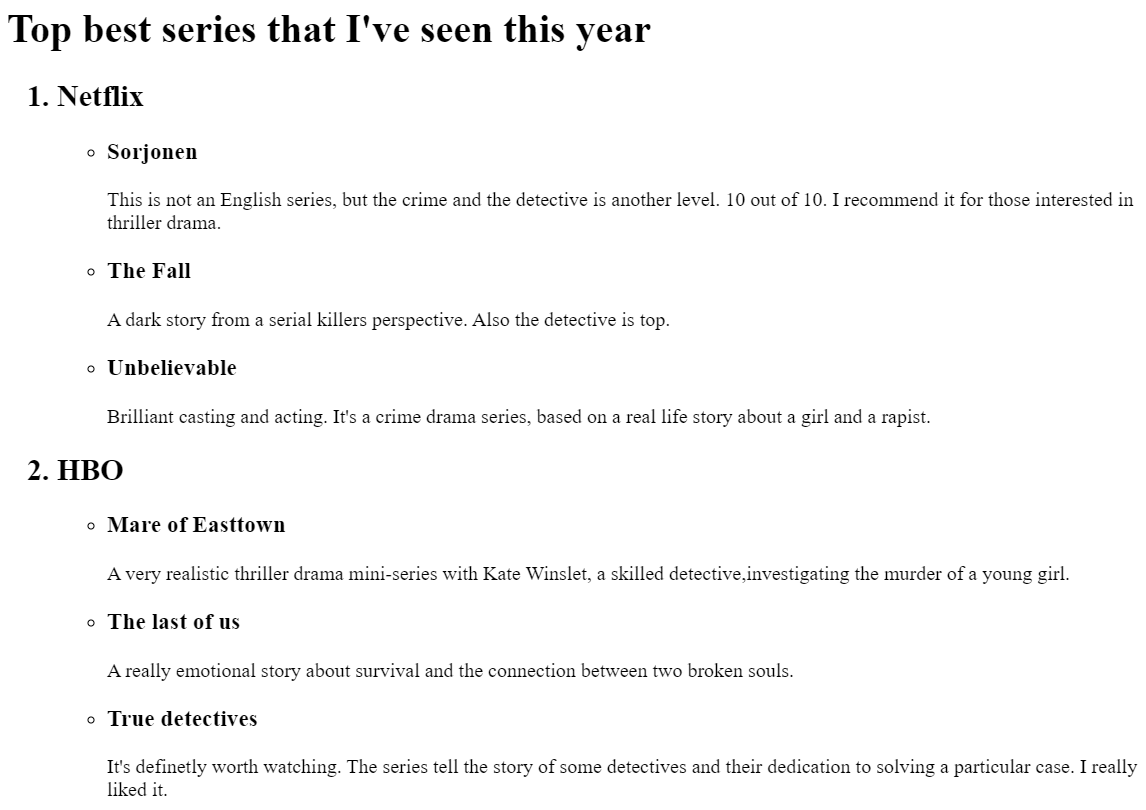 Top best series that I've seen this year
1. Netflix
Sorjonen
This is not an English series, but the crime and the detective is another level. 10 out of 10. I recommend it for those interested in
thriller drama.
The Fall
A dark story from a serial killers perspective. Also the detective is top.
Unbelievable
Brilliant casting and acting. It's a crime drama series, based on a real life story about a girl and a rapist.
2. HBO
Mare of Easttown
A very realistic thriller drama mini-series with Kate Winslet, a skilled detective,investigating the murder of a young girl.
The last of us
A really emotional story about survival and the connection between two broken souls.
True detectives
It's definetly worth watching. The series tell the story of some detectives and their dedication to solving a particular case. I really
liked it.